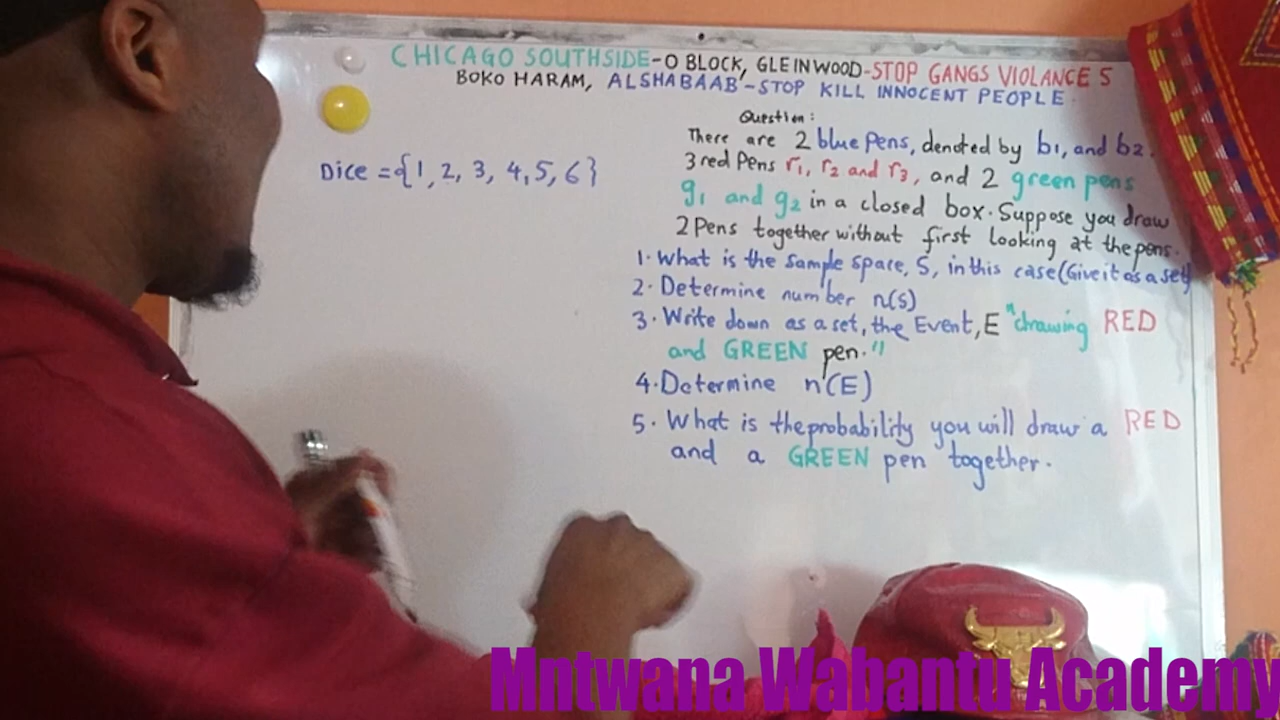 CHICAGO SOUTHSIDE-O BLOCK, GLEINWOOD-STOP GANGS VIOLANCE 5
BOKO HARAM, ALSHABAAB-STOP KILL INNOCENT PEOPLE.
Dice = {1, 2, 3, 4, 5, 6}
Question:
There are 2 blue pens, denoted by b1, and b2.
3 red Pens r1, r2 and r3, and 2 green pens
g1 and g2 in a closed box. Suppose you draw
2 Pens together without first looking at the pens.
1. What is the sample space, S, in this case (Give it as a set)
2. Determine number n(s)
3. Write down as a set, the Event, E "drawing RED
and GREEN pen."
4. Determine n(E)
5. What is the probability you will draw a RED
and a GREEN pen together.
Mntwana Wabantu Academy